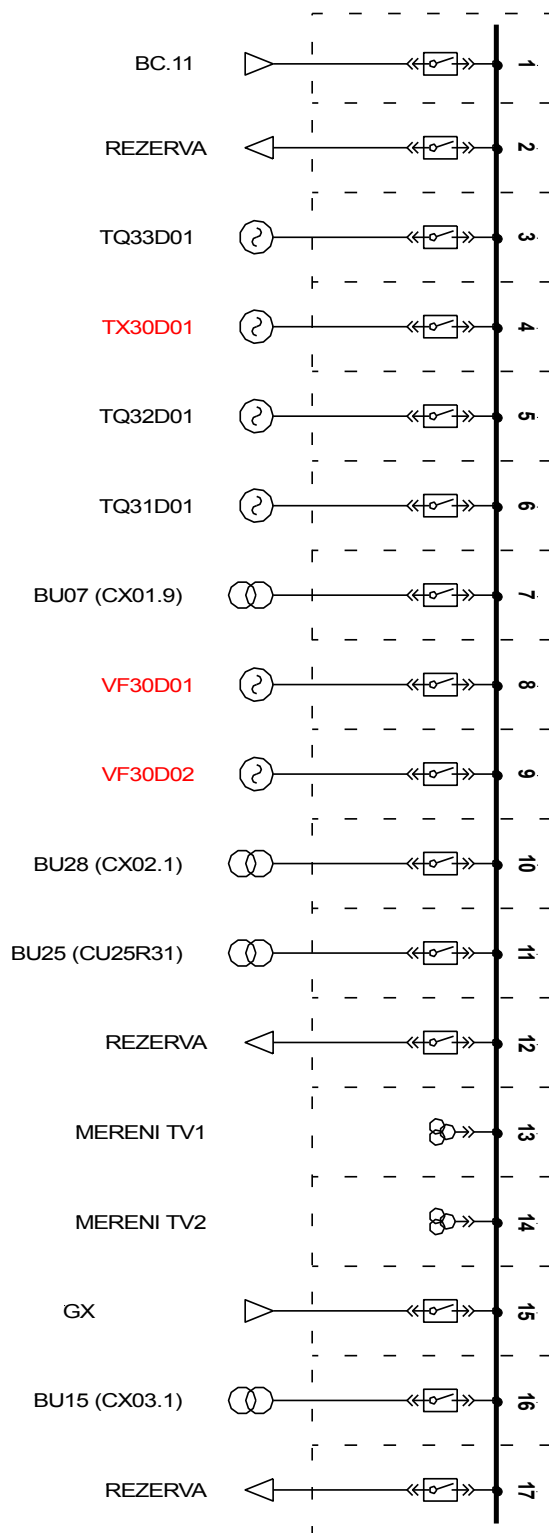 BC.11 1
REZERVA 2
TQ33D01 3
TX30D01 4
TQ32D01 5
TQ31D01 6
BU07 (CX01.9) 7
VF30D01 8
VF30D02 9
BU28 (CX02.1) 10
BU25 (CU25R31) 11
REZERVA 12
MERENI TV1 13
MERENI TV2 14
GX 15
BU15 (CX03.1) 16
REZERVA 17